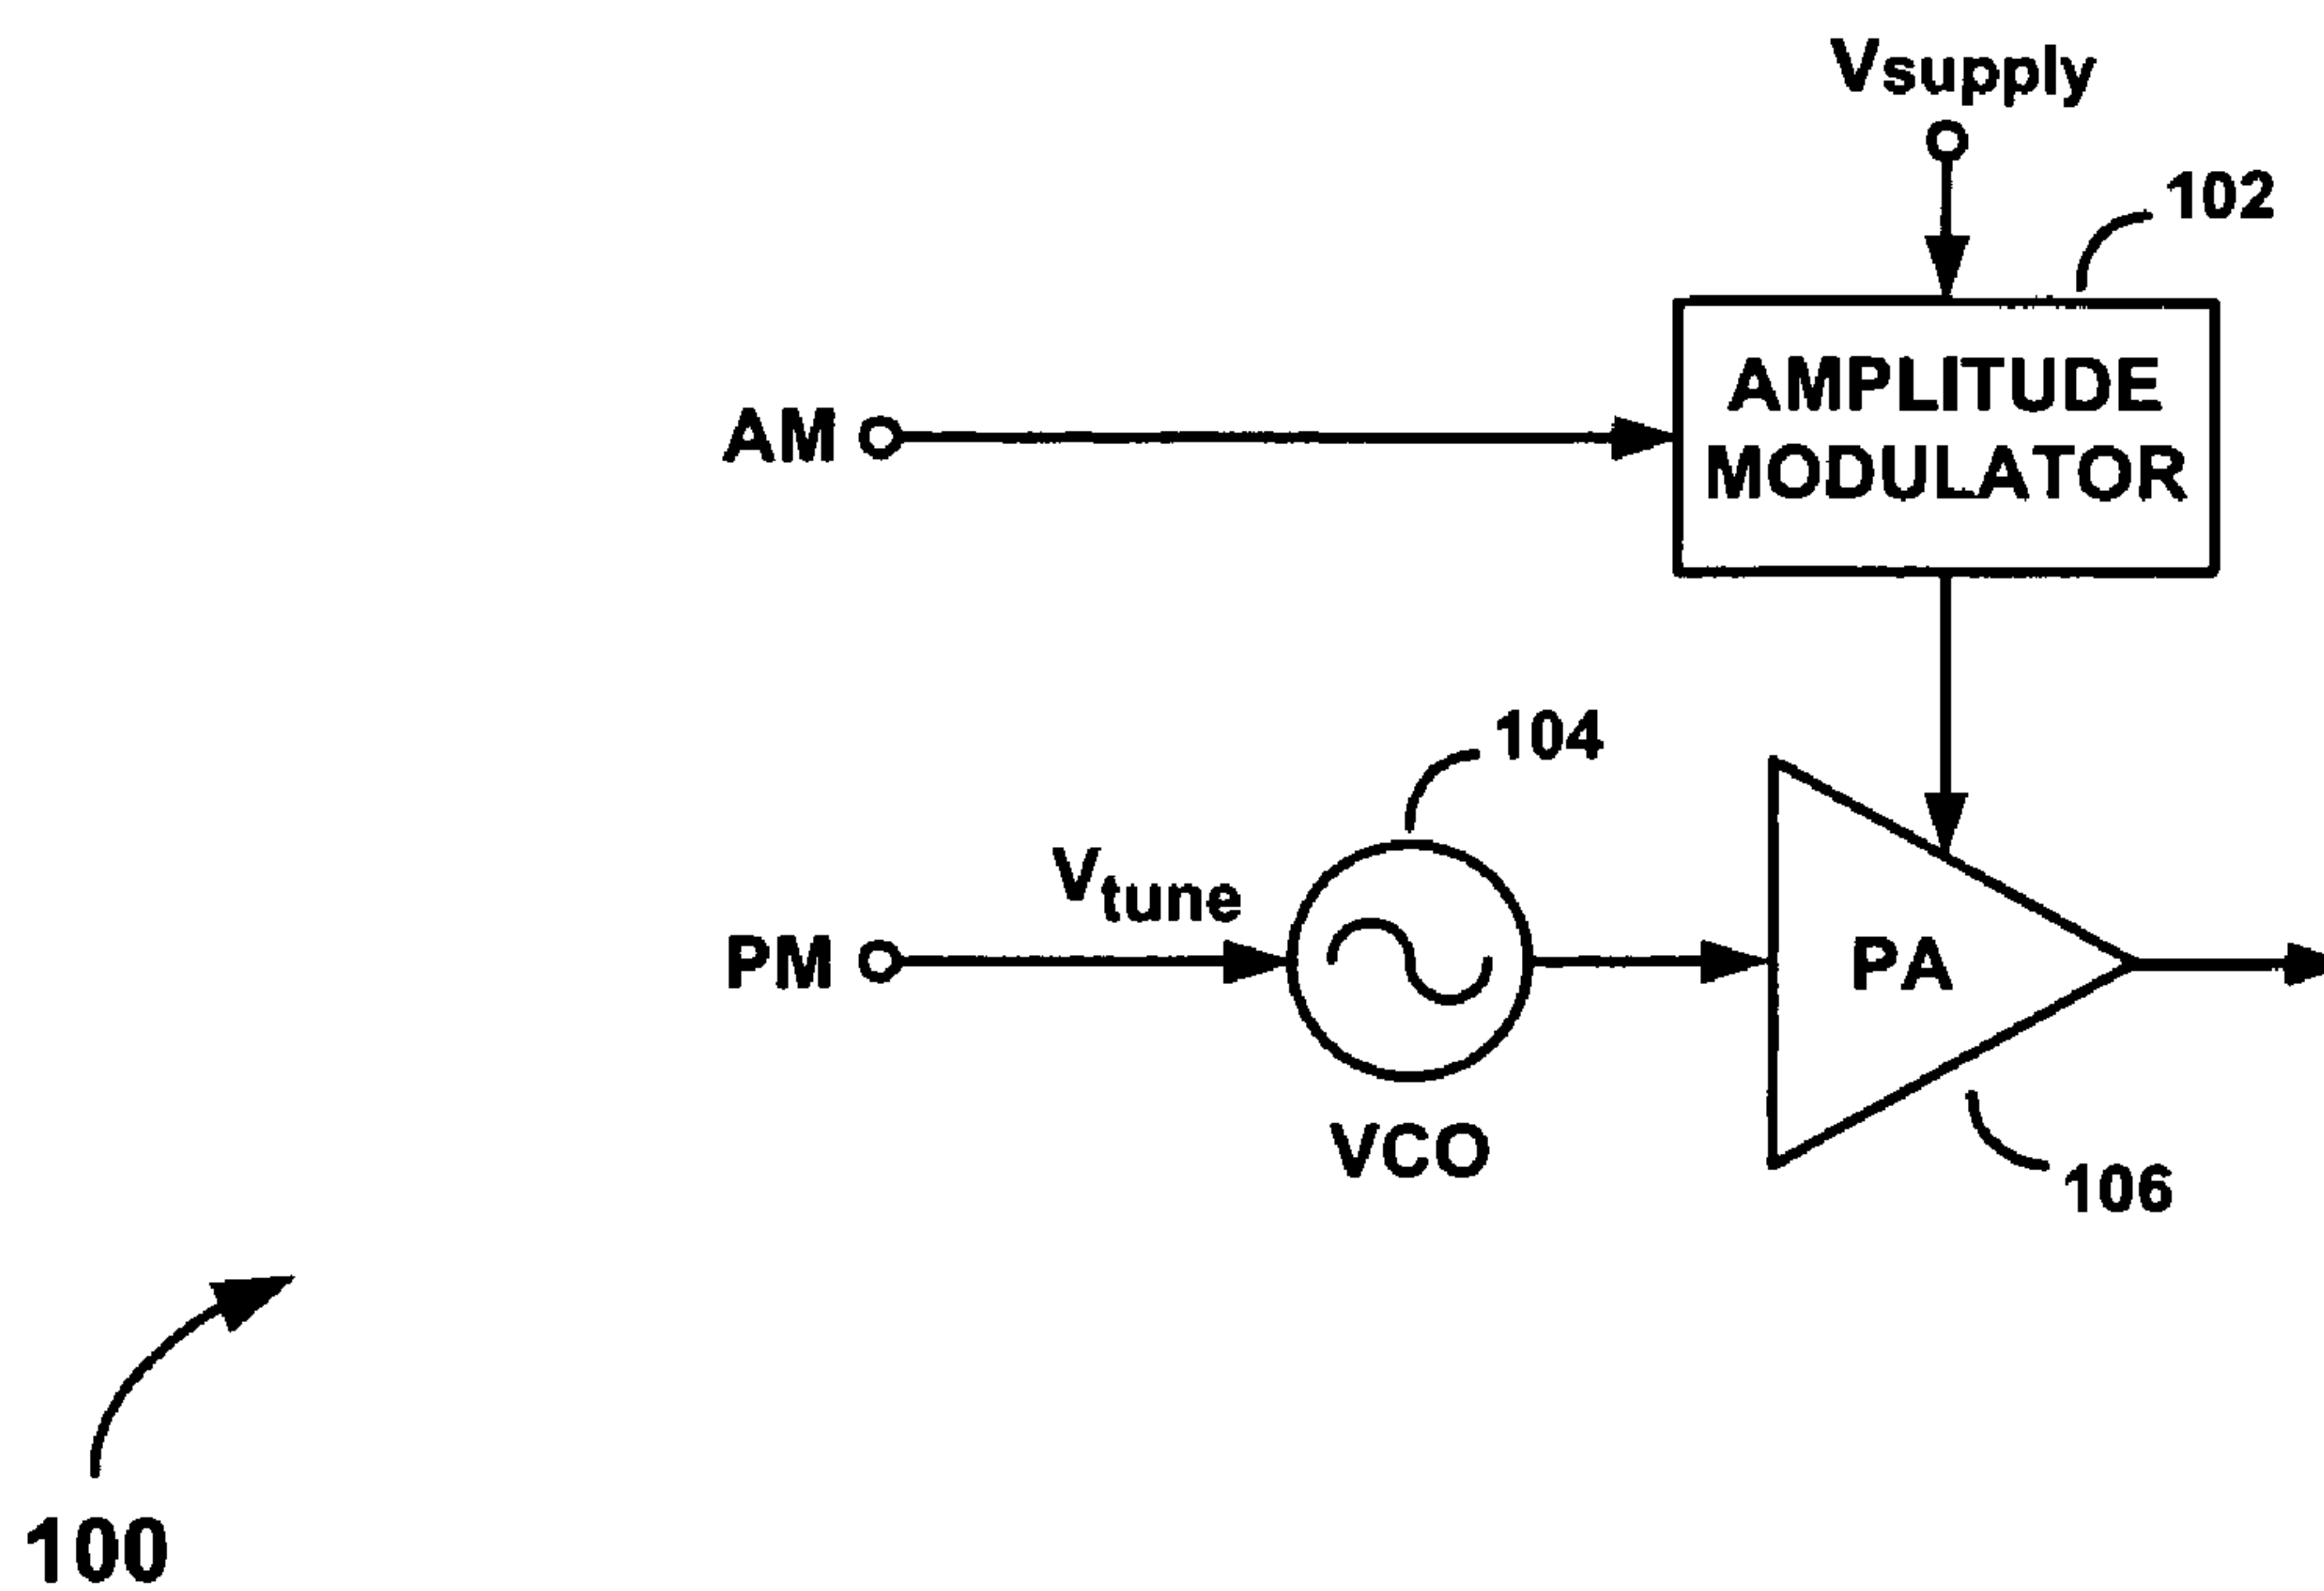 Vsupply
102
AMPLITUDE
MODULATOR
AM
104
Vtune
PM
PA
VCO
106
100